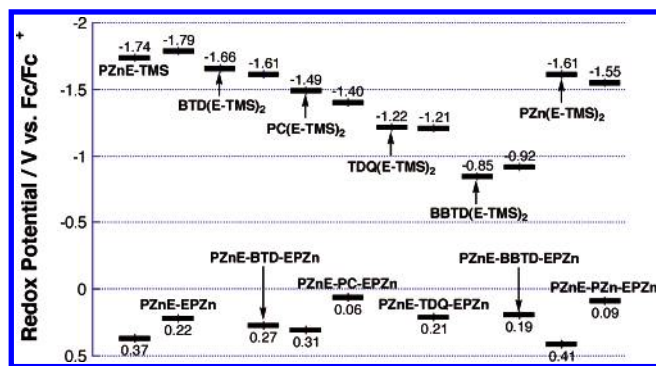 Redox Potential / V vs. Fc/Fc+
-2
-1.5
-1
-0.5
0
0.5
-1.74
PZnE-TMS
-1.79
-1.66
BTD(E-TMS)2
-1.61
-1.49
PC(E-TMS)2
-1.40
-1.22
TDQ(E-TMS)2
-1.21
-0.85
BBTD(E-TMS)2
-0.92
-1.61
PZn(E-TMS)2
-1.55
0.37
PZnE-EPZn
0.22
PZnE-BTD-EPZn
0.27
0.31
PZnE-PC-EPZn
0.06
PZnE-TDQ-EPZn
0.21
PZnE-BBTD-EPZn
0.19
0.41
PZnE-PZn-EPZn
0.09